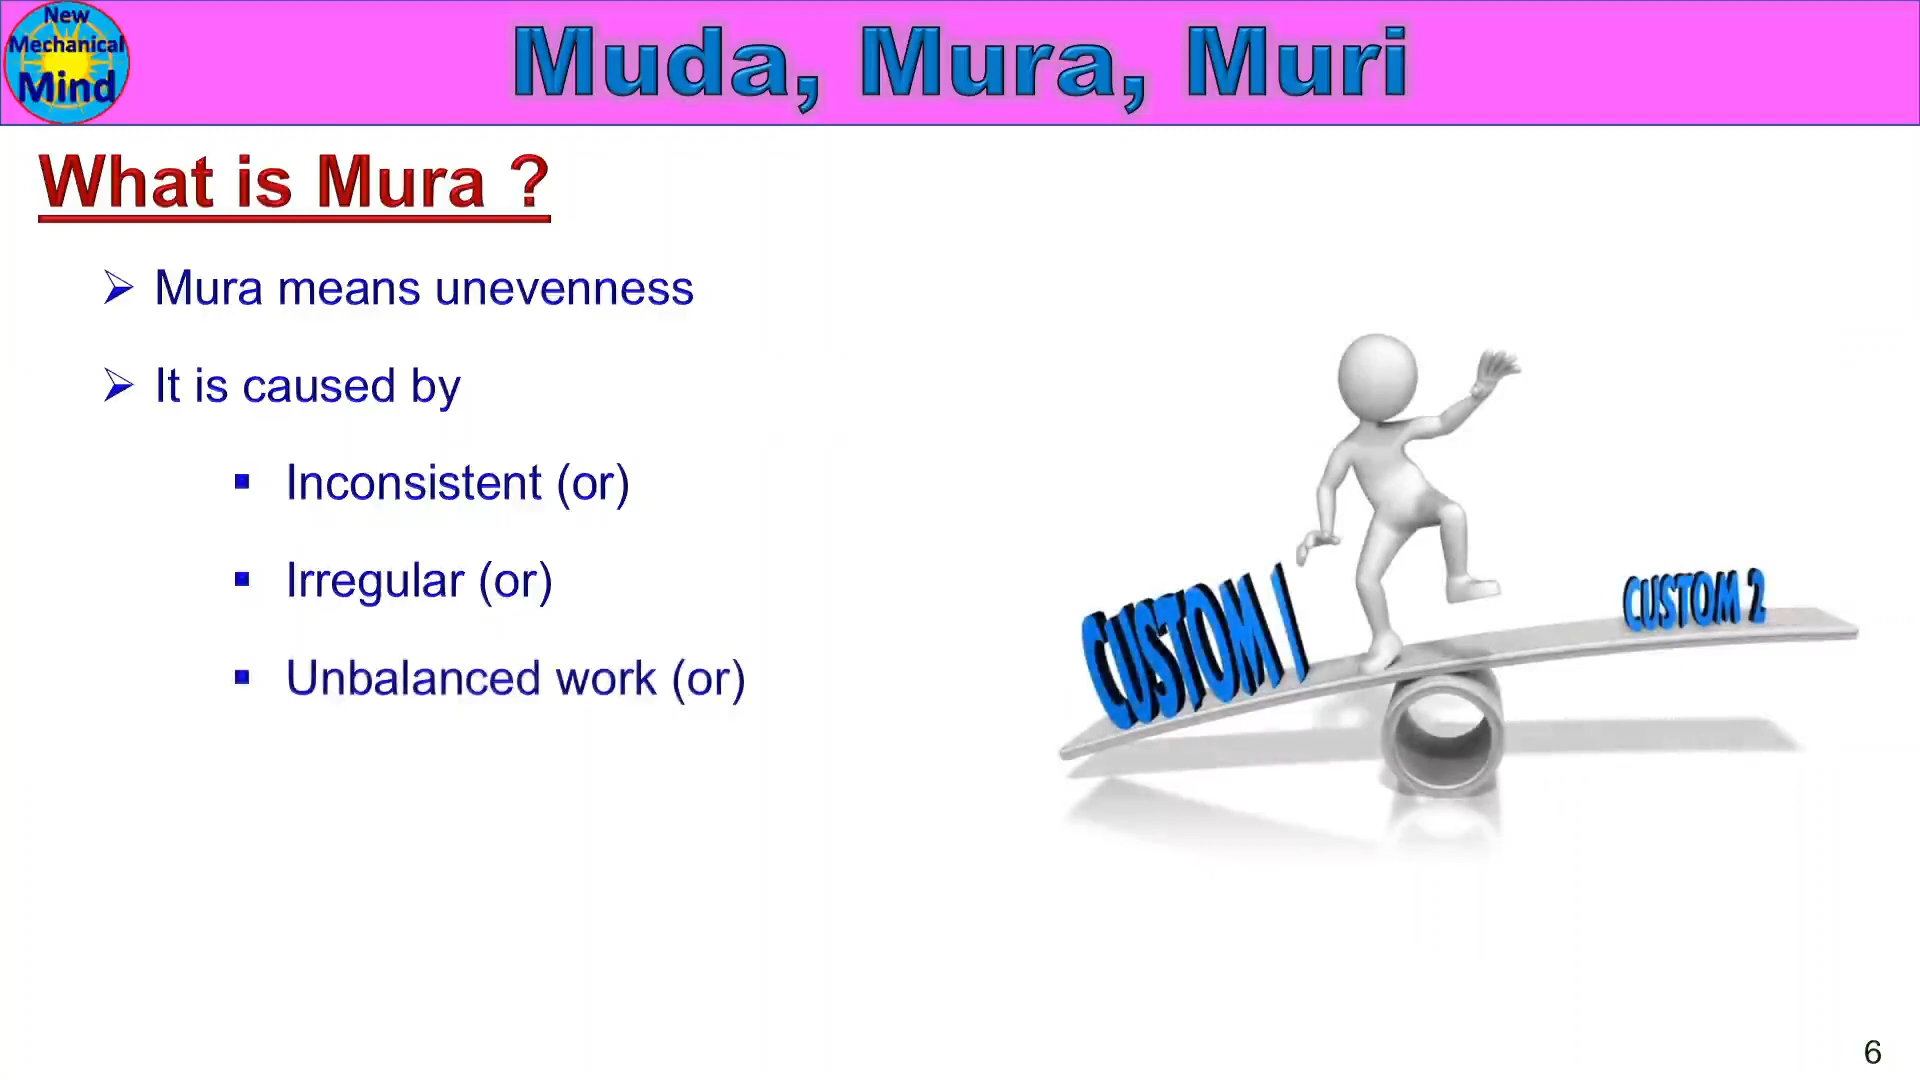 New
Mechanical
Mind
Muda, Mura, Muri
What is Mura ?
Mura means unevenness
It is caused by
Inconsistent (or)
Irregular (or)
Unbalanced work (or)
CUSTOM 1
CUSTOM 2
6